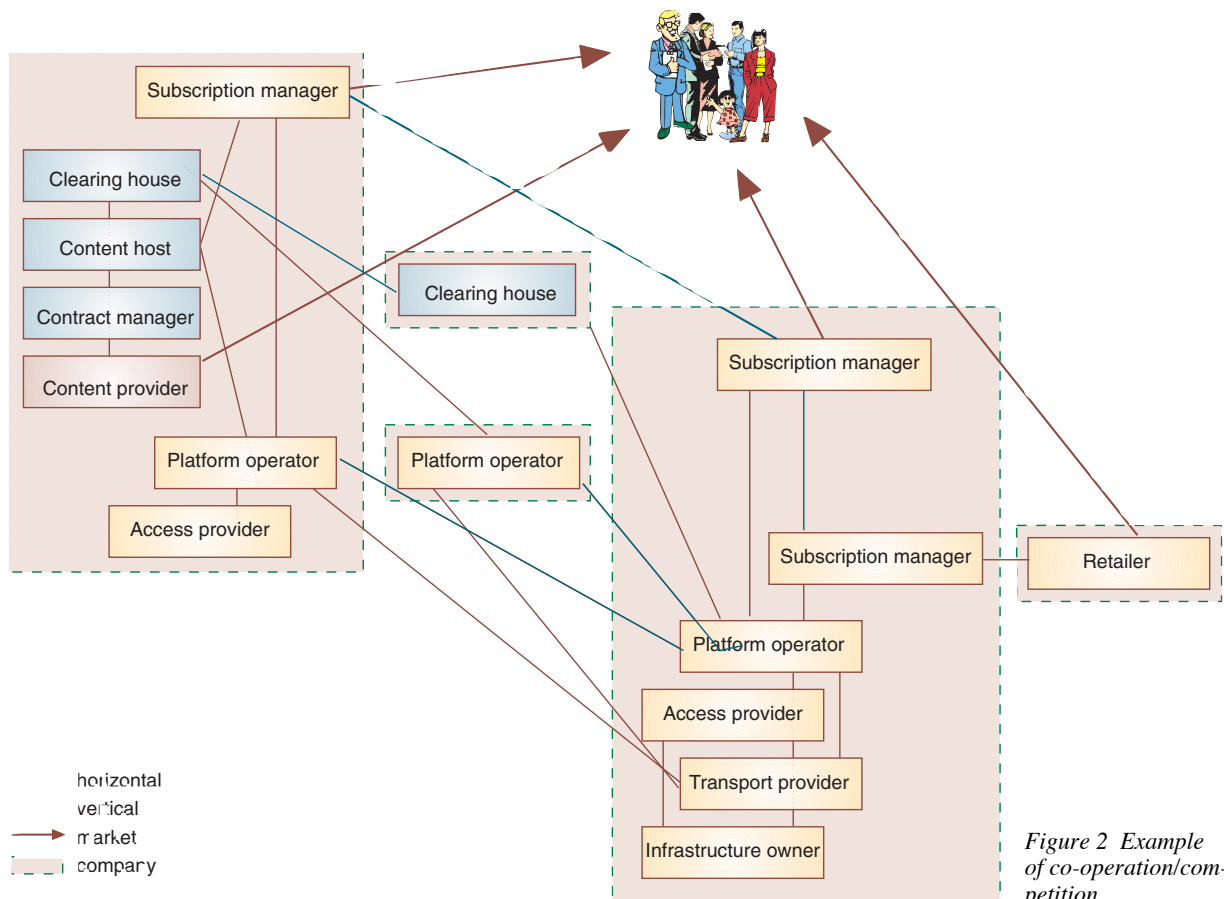 Subscription manager
Clearing house
Content host
Contract manager
Content provider
Platform operator
Access provider
Clearing house
Platform operator
Subscription manager
Subscription manager
Retailer
Platform operator
Access provider
Transport provider
Infrastructure owner
horizontal
vertical
market
company
Figure 2 Example
of co-operation/com-
petition